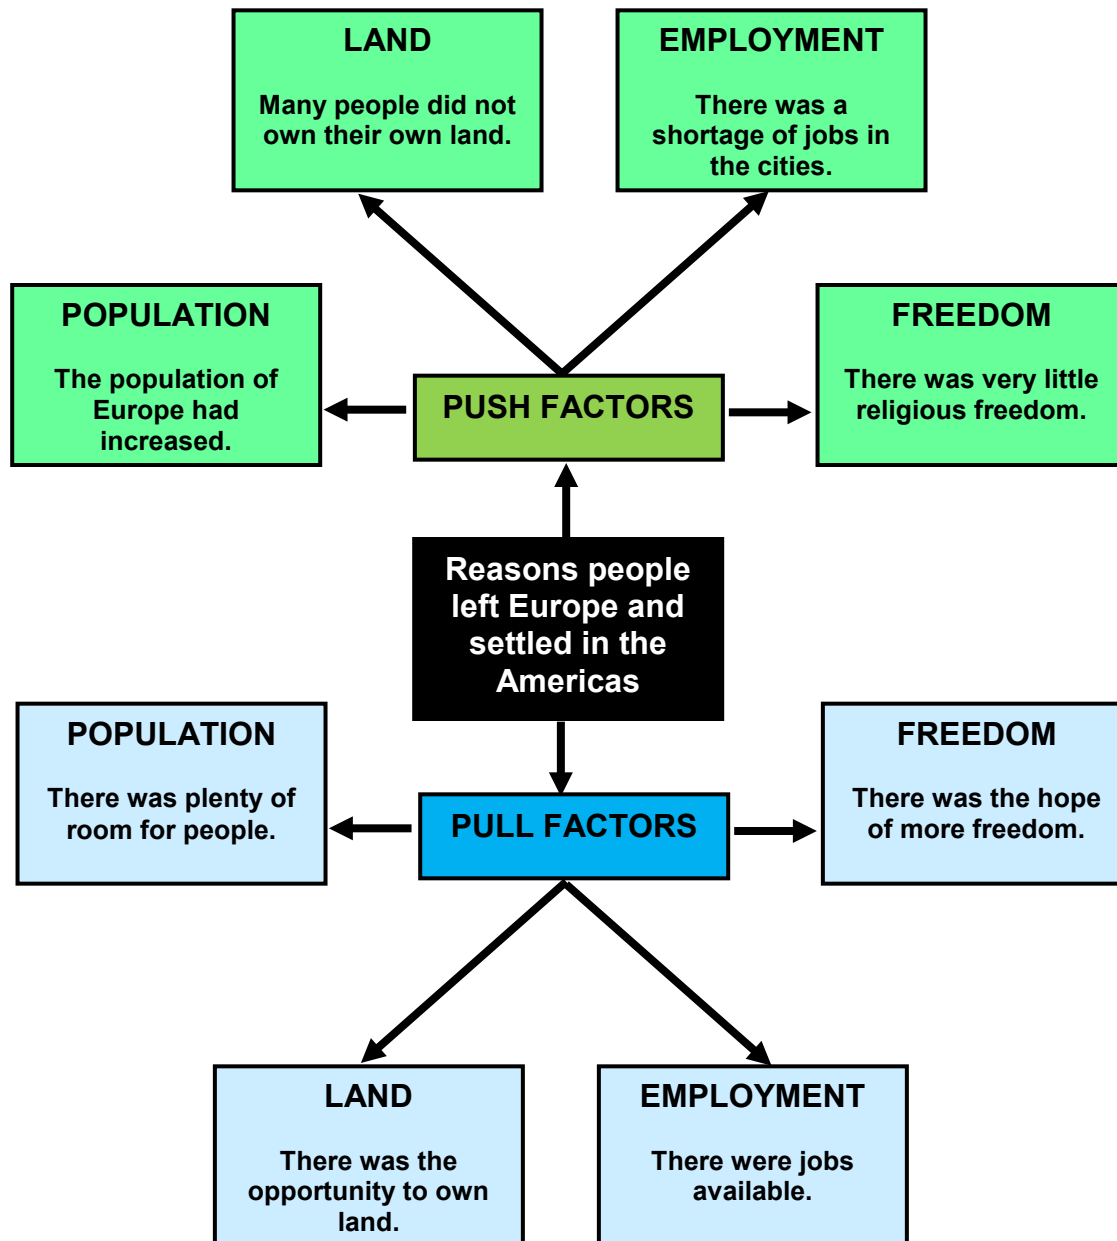 LAND
Many people did not
own their own land.
EMPLOYMENT
There was a
shortage of jobs in
the cities.
POPULATION
The population of
Europe had
increased.
PUSH FACTORS
FREEDOM
There was very little
religious freedom.
Reasons people
left Europe and
settled in the
Americas
POPULATION
There was plenty of
room for people.
PULL FACTORS
FREEDOM
There was the hope
of more freedom.
LAND
There was the
opportunity to own
land.
EMPLOYMENT
There were jobs
available.